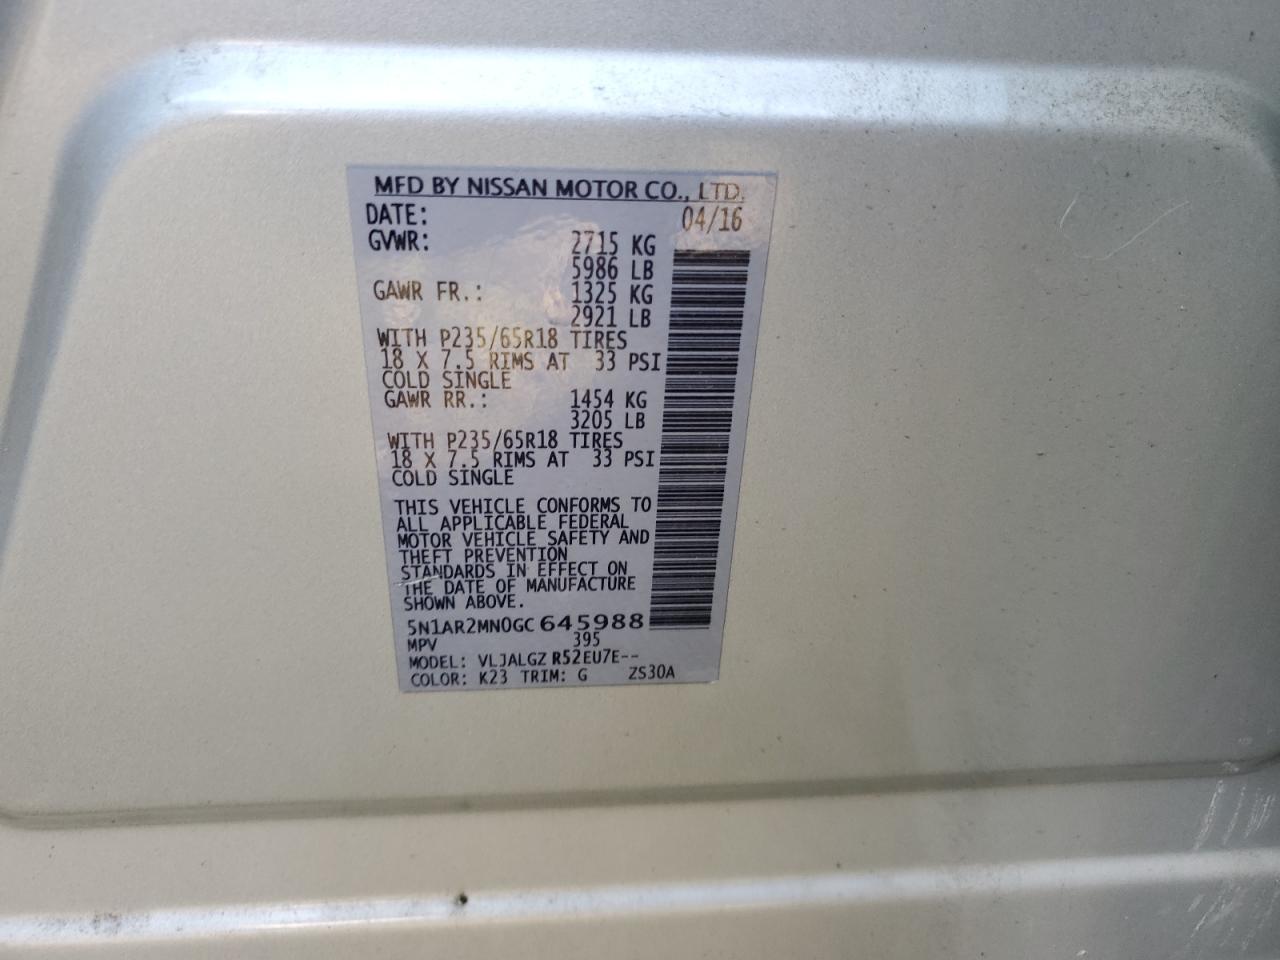 MFD BY NISSAN MOTOR CO., LTD.
DATE: 04/16
GVWR: 2715 KG
5986 LB
GAWR FR.: 1325 KG
2921 LB
WITH P235/65R18 TIRES
18 X 7.5 RIMS AT 33 PSI
COLD SINGLE
GAWR RR.: 1454 KG
3205 LB
WITH P235/65R18 TIRES
18 X 7.5 RIMS AT 33 PSI
COLD SINGLE
THIS VEHICLE CONFORMS TO
ALL APPLICABLE FEDERAL
MOTOR VEHICLE SAFETY AND
THEFT PREVENTION
STANDARDS IN EFFECT ON
THE DATE OF MANUFACTURE
SHOWN ABOVE.
5N1AR2MN0GC645988
MPV 395
MODEL: VLJALGZ R52EU7E--
COLOR: K23 TRIM: G ZS30A